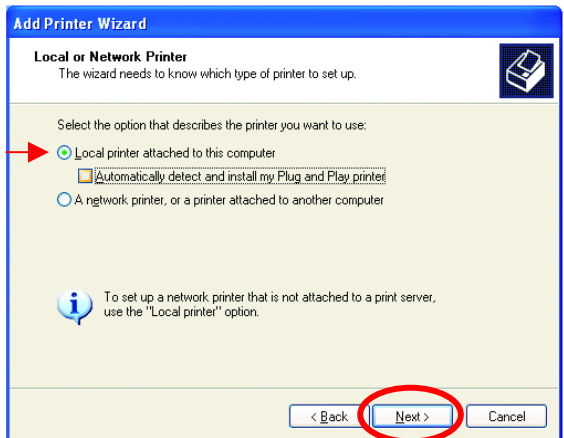 Add Printer Wizard
Local or Network Printer
The wizard needs to know which type of printer to set up.
Select the option that describes the printer you want to use:
Local printer attached to this computer
Automatically detect and install my Plug and Play printer
A network printer, or a printer attached to another computer
To set up a network printer that is not attached to a print server,
use the "Local printer" option.
< Back Next > Cancel